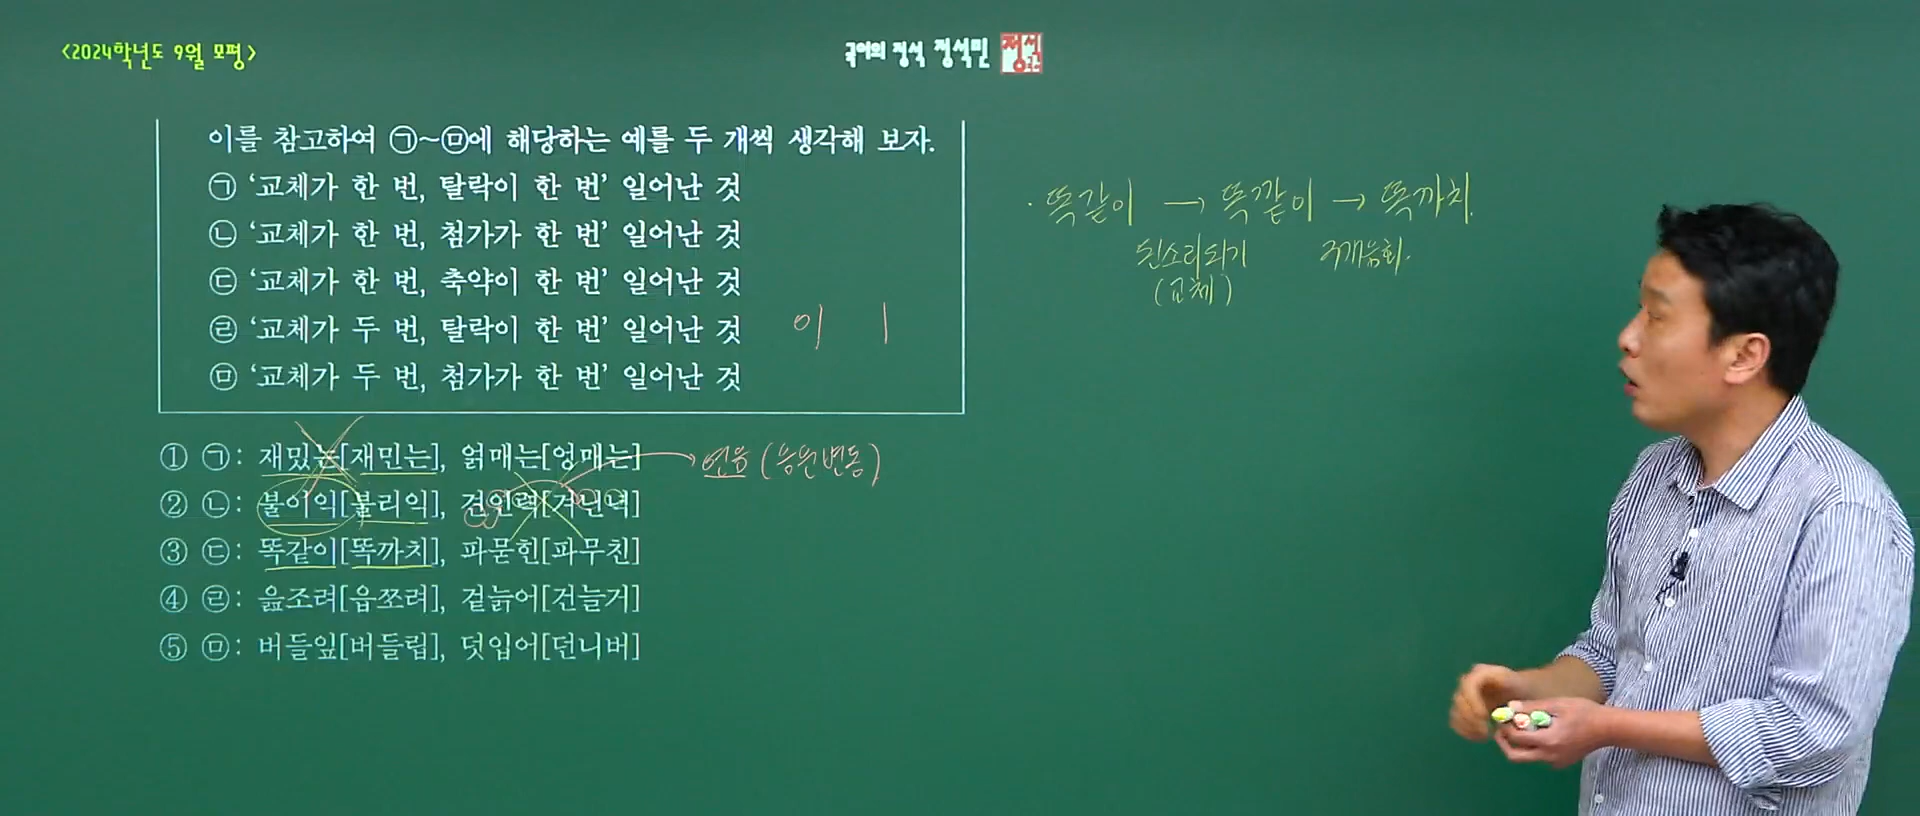 <2024학년도 9월 모평>
국어의 정석 정석민 정석
이를 참고하여 ㉠~㉤에 해당하는 예를 두 개씩 생각해 보자.
㉠ ‘교체가 한 번, 탈락이 한 번’ 일어난 것
㉡ ‘교체가 한 번, 첨가가 한 번’ 일어난 것
㉢ ‘교체가 한 번, 축약이 한 번’ 일어난 것
㉣ ‘교체가 두 번, 탈락이 한 번’ 일어난 것
㉤ ‘교체가 두 번, 첨가가 한 번’ 일어난 것
이 ㅣ
① ㉠: 재밌는[재민는], 얽매는[엉매는]
② ㉡: 불이익[불리익], 견인력[겨닌녁]
③ ㉢: 똑같이[똑까치], 파묻힌[파무친]
④ ㉣: 읊조려[읍쪼려], 겉늙어[건늘거]
⑤ ㉤: 버들잎[버들립], 덧입어[던니버]
연음 (음운변동)
· 똑같이 → 똑깥이 → 똑까치.
된소리되기 구개음화.
(교체)